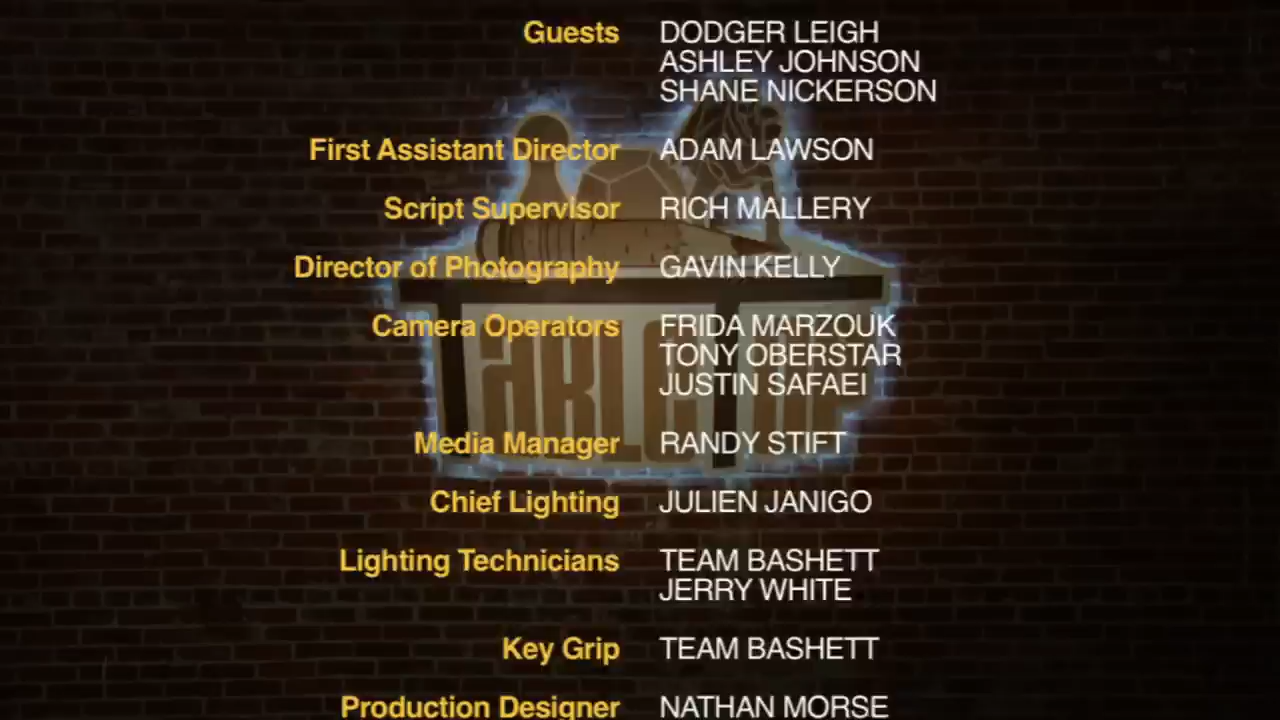 Guests DODGER LEIGH
ASHLEY JOHNSON
SHANE NICKERSON
First Assistant Director ADAM LAWSON
Script Supervisor RICH MALLERY
Director of Photography GAVIN KELLY
Camera Operators FRIDA MARZOUK
TONY OBERSTAR
JUSTIN SAFAEI
Media Manager RANDY STIFT
Chief Lighting JULIEN JANIGO
Lighting Technicians TEAM BASHETT
JERRY WHITE
Key Grip TEAM BASHETT
Production Designer NATHAN MORSE